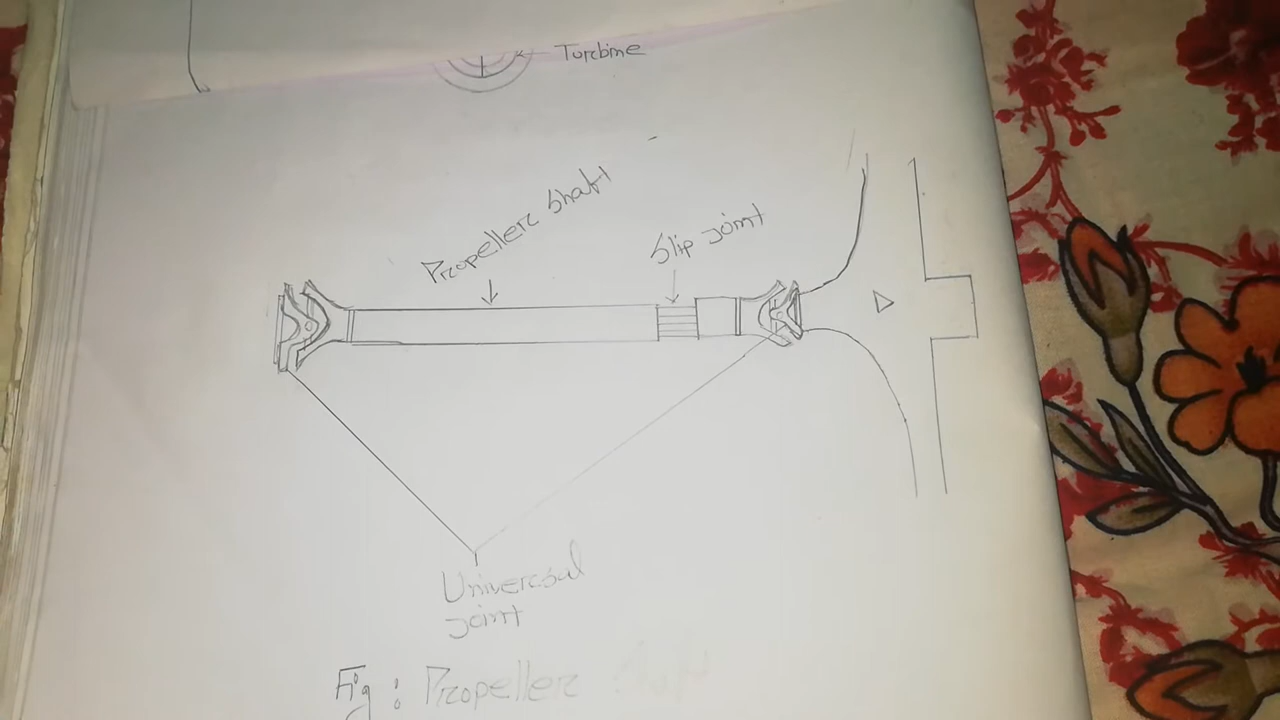 Turbine
Propeller Shaft
Slip joint
Universal
joint
Fig : Propeller